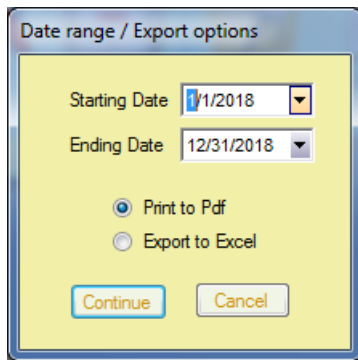 Date range / Export options
Starting Date 1/1/2018
Ending Date 12/31/2018
Print to Pdf
Export to Excel
Continue Cancel